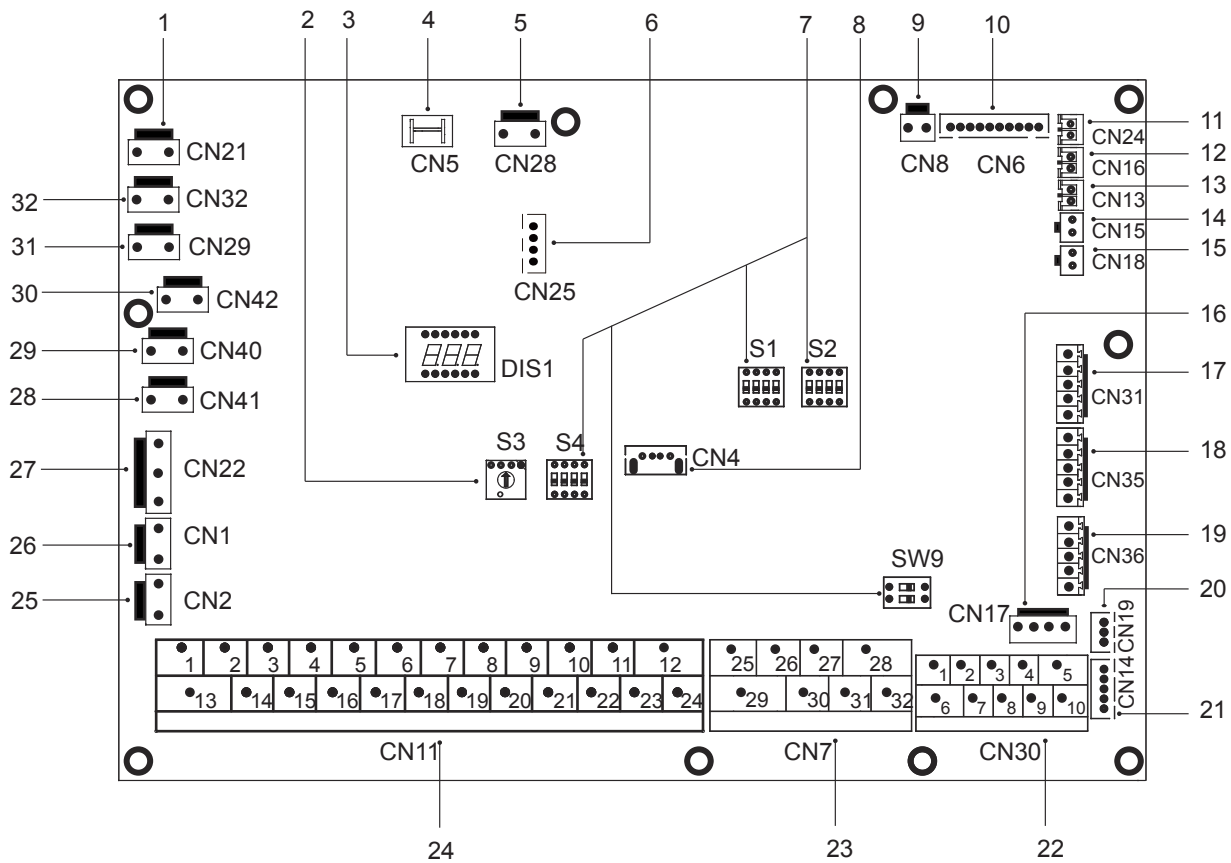 1 2 3 4 5 6 7 8 9 10
CN21
CN5
CN28
CN8
CN6
CN24
11
CN16
12
32
CN32
CN13
13
CN15
14
31
CN29
CN25
CN18
15
30
CN42
16
29
CN40
3
DIS1
S1
S2
CN31
17
28
CN41
27
CN22
2
S3
S4
CN4
8
CN35
18
26
CN1
CN36
19
25
CN2
SW9
CN17
CN19
20
1 2 3 4 5 6 7 8 9 10 11 12
25 26 27 28
1 2 3 4 5
CN14
13 14 15 16 17 18 19 20 21 22 23 24
29 30 31 32
6 7 8 9 10
21
CN11
CN7
CN30
24
23
22